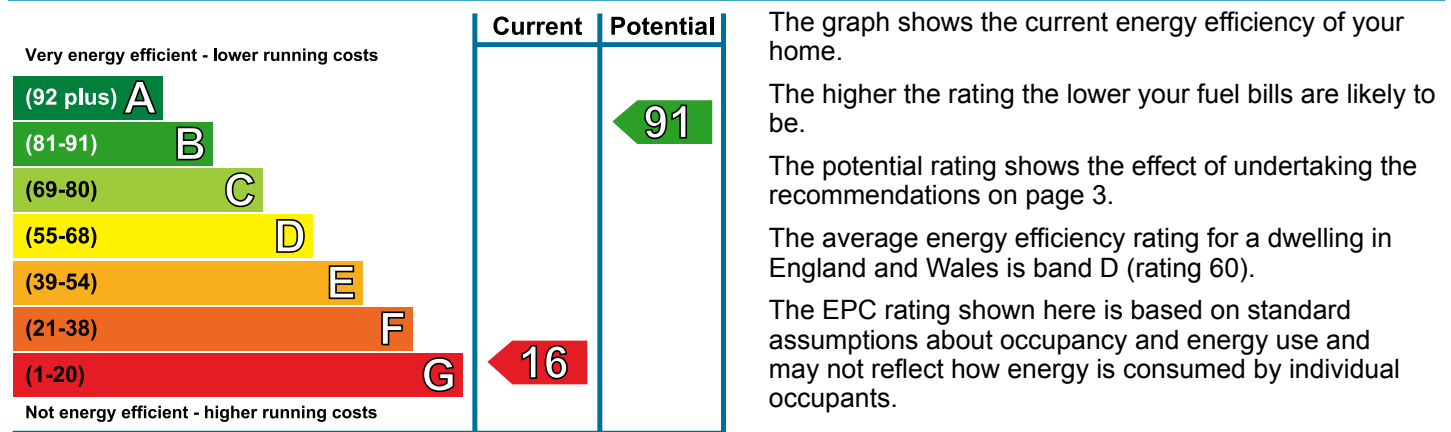 Current Potential
Very energy efficient - lower running costs
(92 plus) A
(81-91) B
(69-80) C
(55-68) D
(39-54) E
(21-38) F
(1-20) G
Not energy efficient - higher running costs
16
91
The graph shows the current energy efficiency of your
home.
The higher the rating the lower your fuel bills are likely to
be.
The potential rating shows the effect of undertaking the
recommendations on page 3.
The average energy efficiency rating for a dwelling in
England and Wales is band D (rating 60).
The EPC rating shown here is based on standard
assumptions about occupancy and energy use and
may not reflect how energy is consumed by individual
occupants.